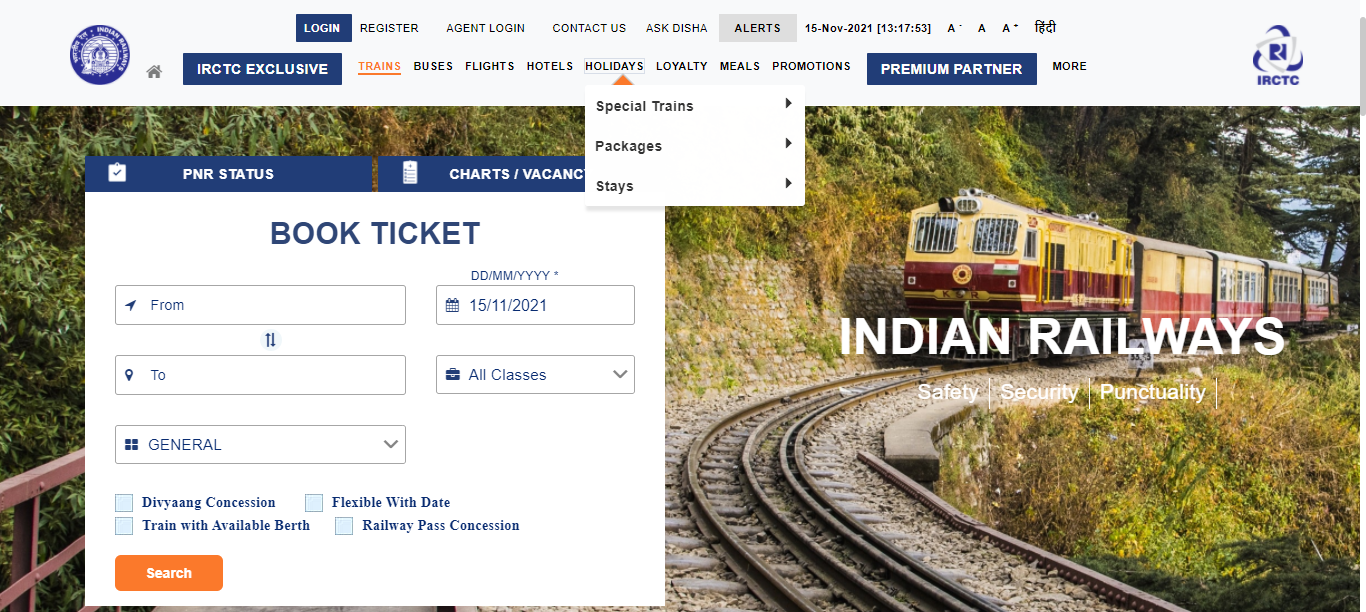 LOGIN REGISTER AGENT LOGIN CONTACT US ASK DISHA ALERTS 15-Nov-2021 [13:17:53] A - A A + हिंदी
INDIAN RAILWAYS
IRCTC
IRCTC EXCLUSIVE TRAINS BUSES FLIGHTS HOTELS HOLIDAYS LOYALTY MEALS PROMOTIONS PREMIUM PARTNER MORE
Special Trains
Packages
Stays
PNR STATUS CHARTS / VACANCY
BOOK TICKET
DD/MM/YYYY *
From 15/11/2021
To All Classes
GENERAL
Divyaang Concession Flexible With Date
Train with Available Berth Railway Pass Concession
Search
INDIAN RAILWAYS
Safety Security Punctuality